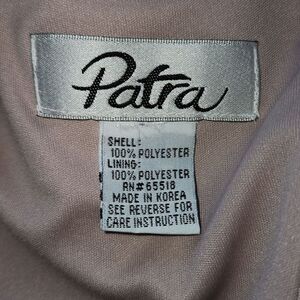 Patra
SHELL:
100% POLYESTER
LINING:
100% POLYESTER
RN#65518
MADE IN KOREA
SEE REVERSE FOR
CARE INSTRUCTION